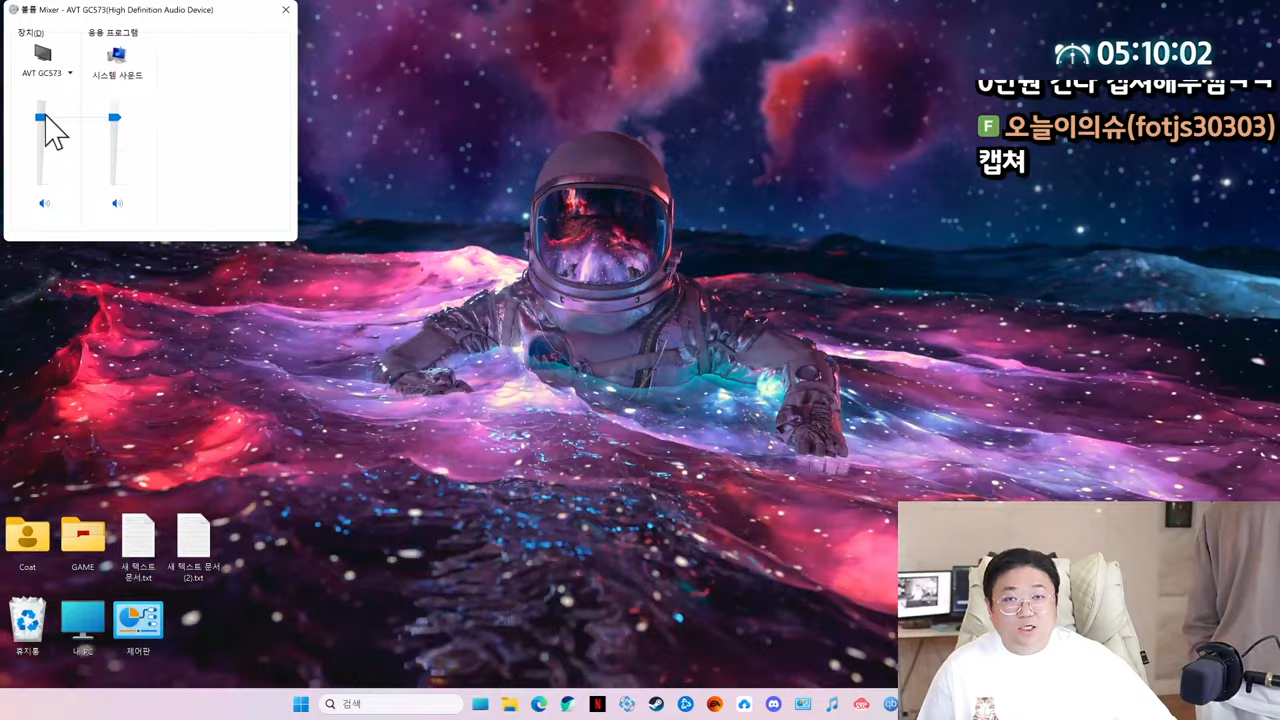 볼륨 Mixer - AVT GC573(High Definition Audio Device)
장치(D)
응용 프로그램
AVT GC573
시스템 사운드
05:10:02
오늘이의슈(fotjs30303)
캡쳐
Coat
GAME
새 텍스트 문서.txt
새 텍스트 문서 (2).txt
휴지통
내 PC
제어판
검색